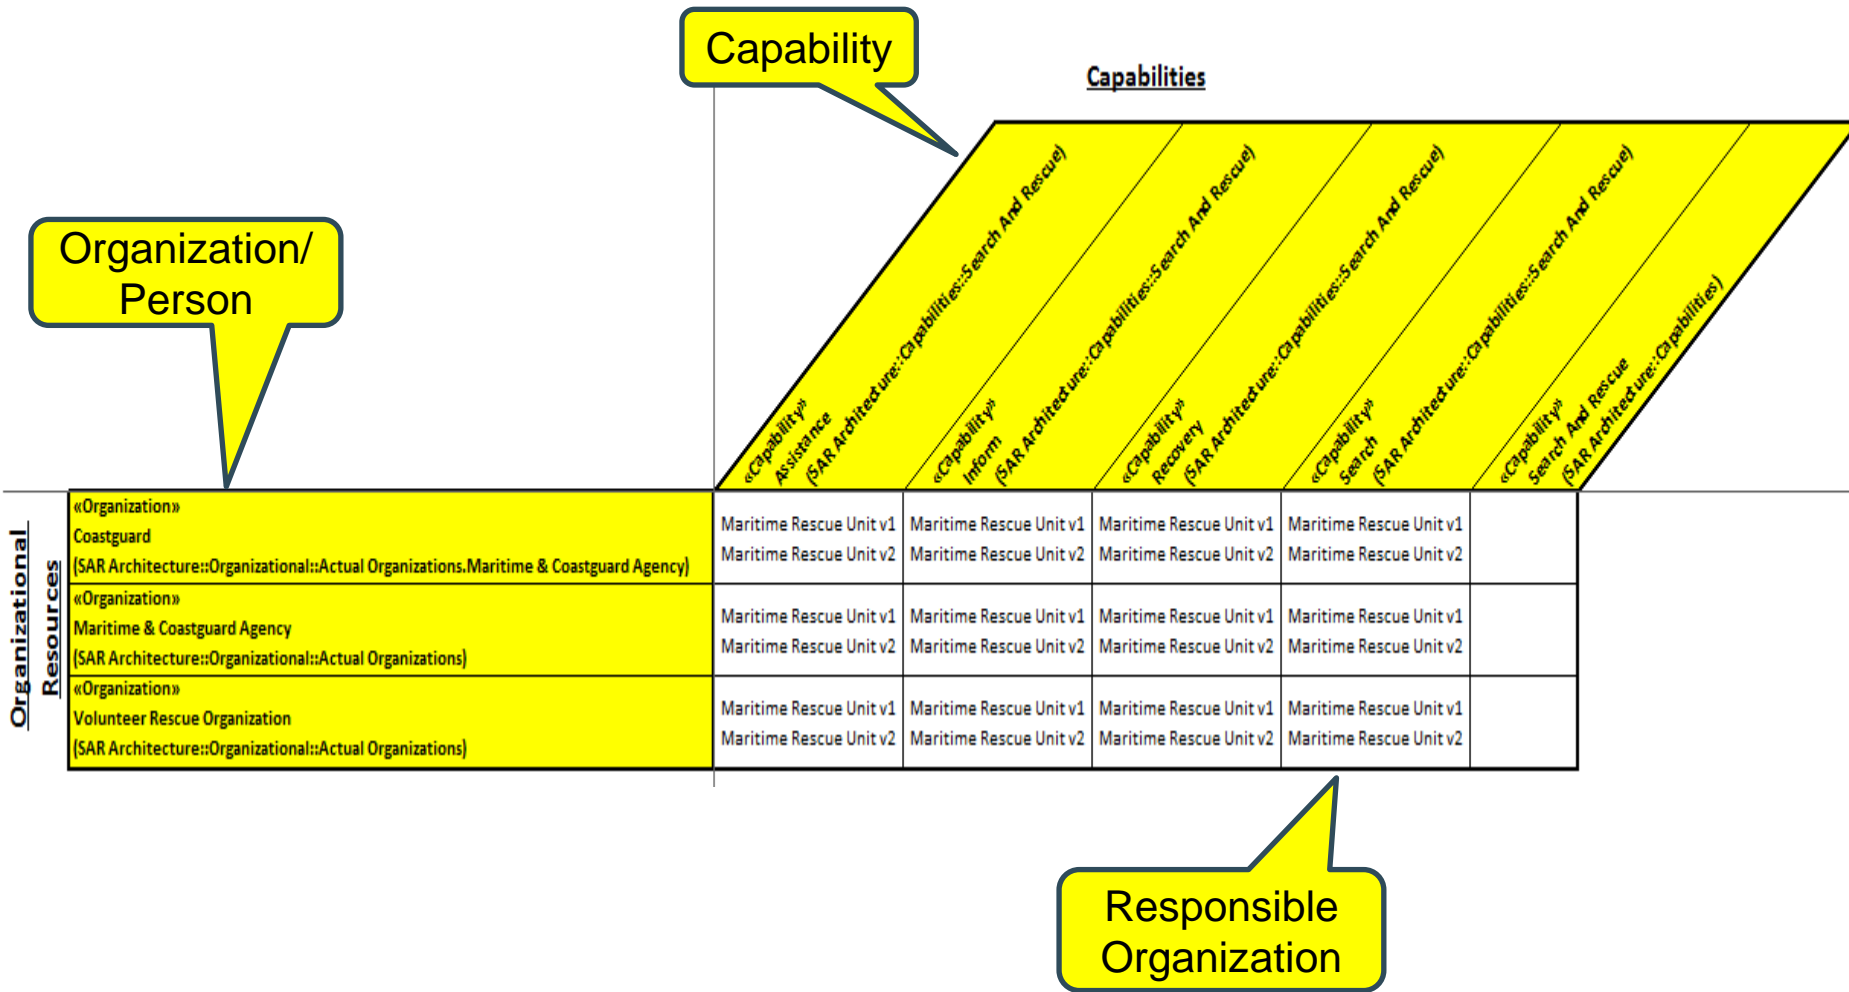 Capability
Capabilities
Organization/
Person
«Capability»
Assistance
(SAR Architecture::Capabilities::Search And Rescue)
«Capability»
Inform
(SAR Architecture::Capabilities::Search And Rescue)
«Capability»
Recovery
(SAR Architecture::Capabilities::Search And Rescue)
«Capability»
Search
(SAR Architecture::Capabilities::Search And Rescue)
«Capability»
Search And Rescue
(SAR Architecture::Capabilities)
Organizational
Resources
«Organization»
Coastguard
(SAR Architecture::Organizational::Actual Organizations.Maritime & Coastguard Agency)
Maritime Rescue Unit v1
Maritime Rescue Unit v2
Maritime Rescue Unit v1
Maritime Rescue Unit v2
Maritime Rescue Unit v1
Maritime Rescue Unit v2
Maritime Rescue Unit v1
Maritime Rescue Unit v2
«Organization»
Maritime & Coastguard Agency
(SAR Architecture::Organizational::Actual Organizations)
Maritime Rescue Unit v1
Maritime Rescue Unit v2
Maritime Rescue Unit v1
Maritime Rescue Unit v2
Maritime Rescue Unit v1
Maritime Rescue Unit v2
Maritime Rescue Unit v1
Maritime Rescue Unit v2
«Organization»
Volunteer Rescue Organization
(SAR Architecture::Organizational::Actual Organizations)
Maritime Rescue Unit v1
Maritime Rescue Unit v2
Maritime Rescue Unit v1
Maritime Rescue Unit v2
Maritime Rescue Unit v1
Maritime Rescue Unit v2
Maritime Rescue Unit v1
Maritime Rescue Unit v2
Responsible
Organization